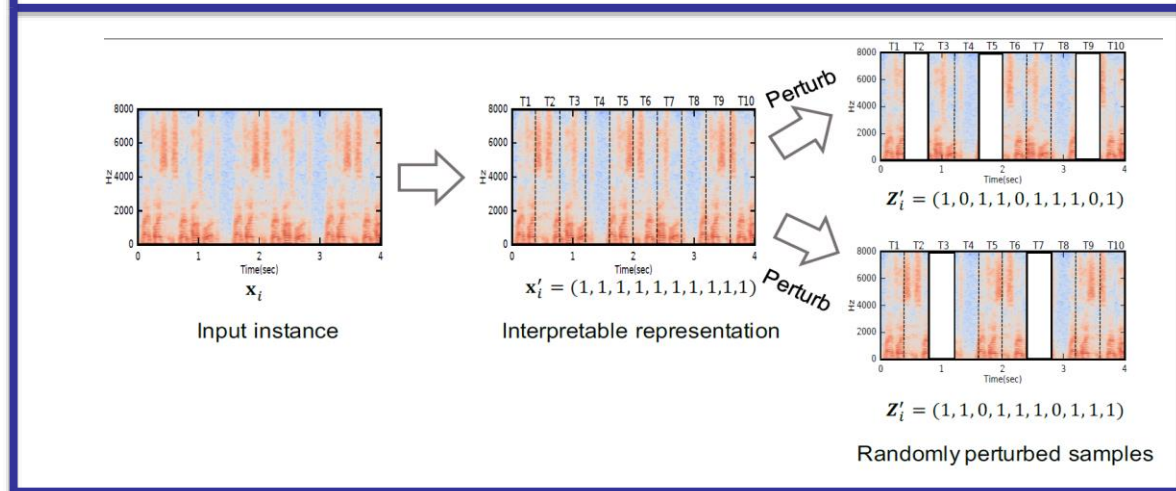 T1 T2 T3 T4 T5 T6 T7 T8 T9 T10
8000
6000
4000
2000
0
Hz
0 1 2 3 4
Time(sec)
Perturb
𝒁′ᵢ = (1, 0, 1, 1, 0, 1, 1, 1, 0, 1)
8000
6000
4000
2000
0
Hz
0 1 2 3 4
Time(sec)
𝐱ᵢ
Input instance
T1 T2 T3 T4 T5 T6 T7 T8 T9 T10
8000
6000
4000
2000
0
Hz
0 1 2 3 4
Time(sec)
𝐱′ᵢ = (1, 1, 1, 1, 1, 1, 1, 1, 1, 1)
Interpretable representation
Perturb
T1 T2 T3 T4 T5 T6 T7 T8 T9 T10
8000
6000
4000
2000
0
Hz
0 1 2 3 4
Time(sec)
𝒁′ᵢ = (1, 1, 0, 1, 1, 1, 0, 1, 1, 1)
Randomly perturbed samples